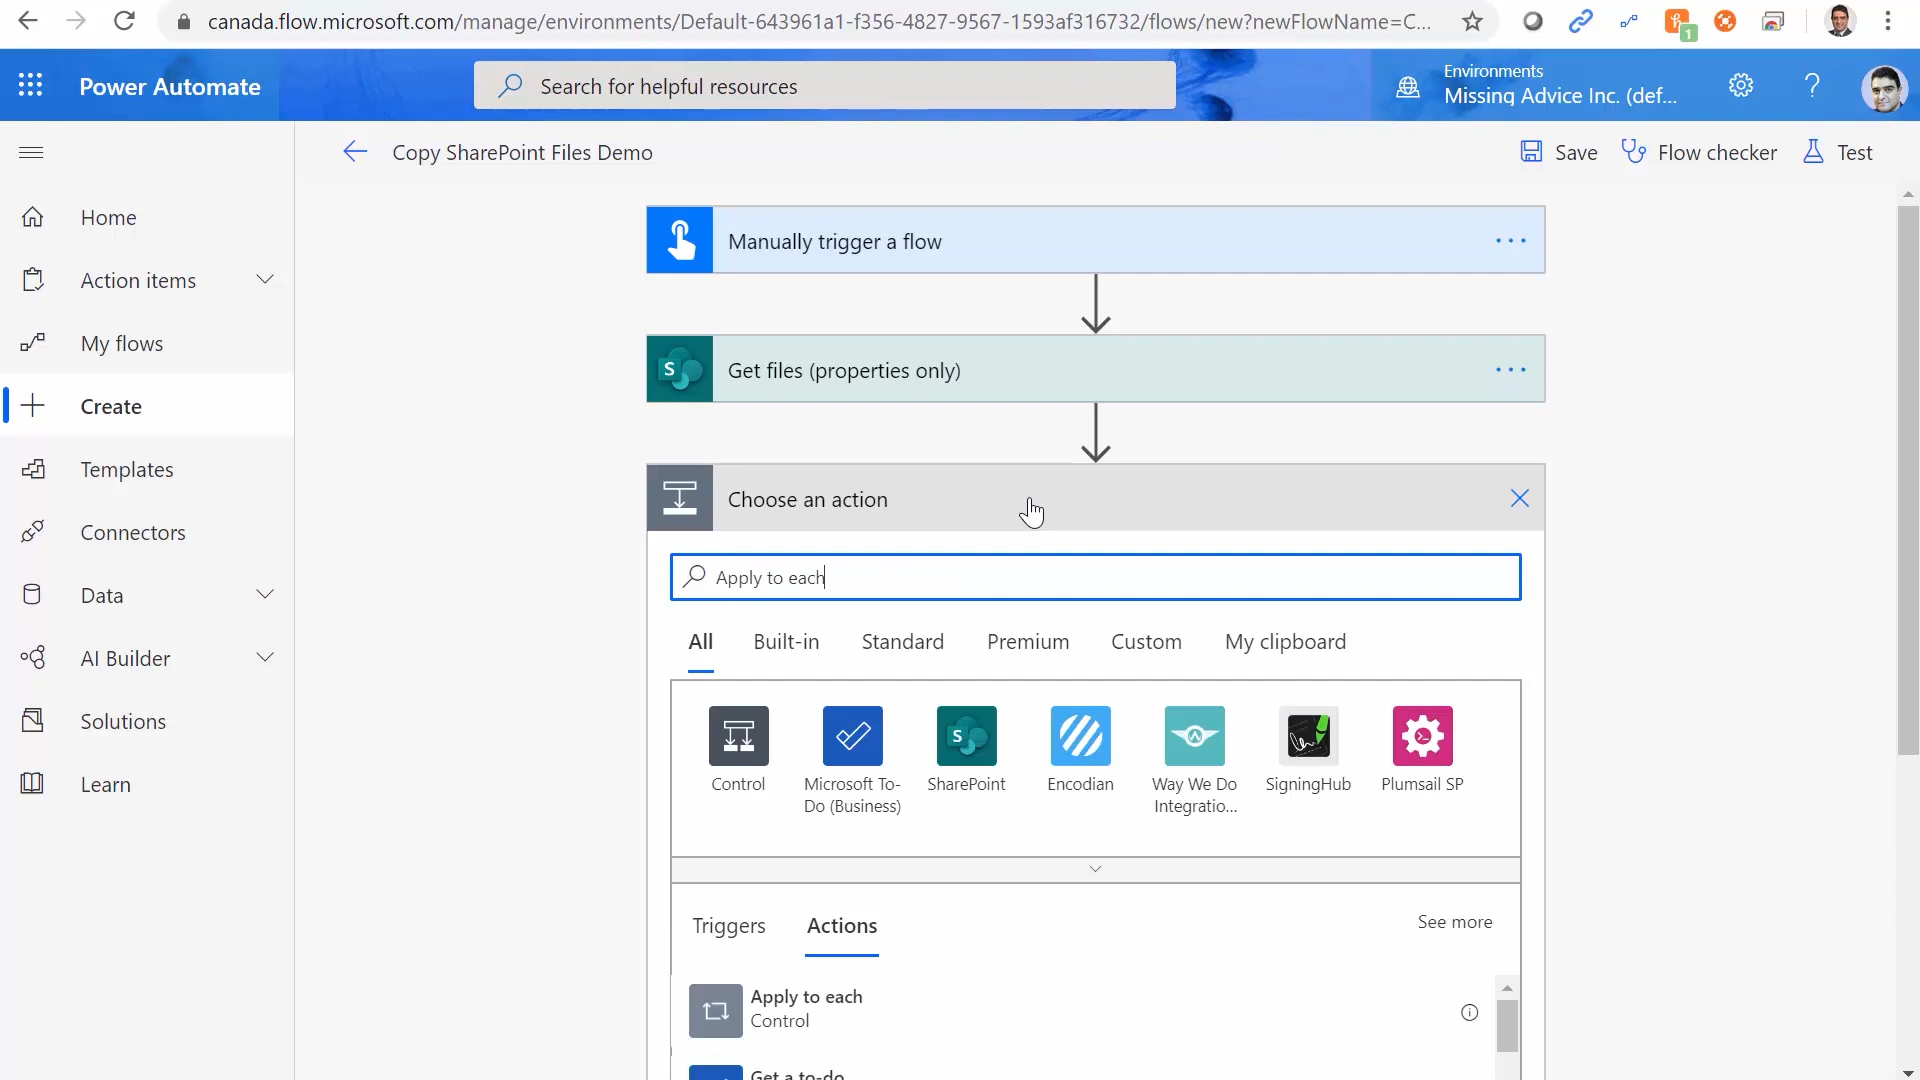 canada.flow.microsoft.com/manage/environments/Default-643961a1-f356-4827-9567-1593af316732/flows/new?newFlowName=C...
1
Power Automate
Search for helpful resources
Environments
Missing Advice Inc. (def...
?
Copy SharePoint Files Demo
Save
Flow checker
Test
Home
Action items
My flows
Create
Templates
Connectors
Data
AI Builder
Solutions
Learn
Manually trigger a flow
S
Get files (properties only)
Choose an action
Apply to each
All
Built-in
Standard
Premium
Custom
My clipboard
Control
Microsoft To-
Do (Business)
S
SharePoint
Encodian
Way We Do
Integratio...
SigningHub
Plumsail SP
Triggers
Actions
See more
Apply to each
Control
Get a to-do